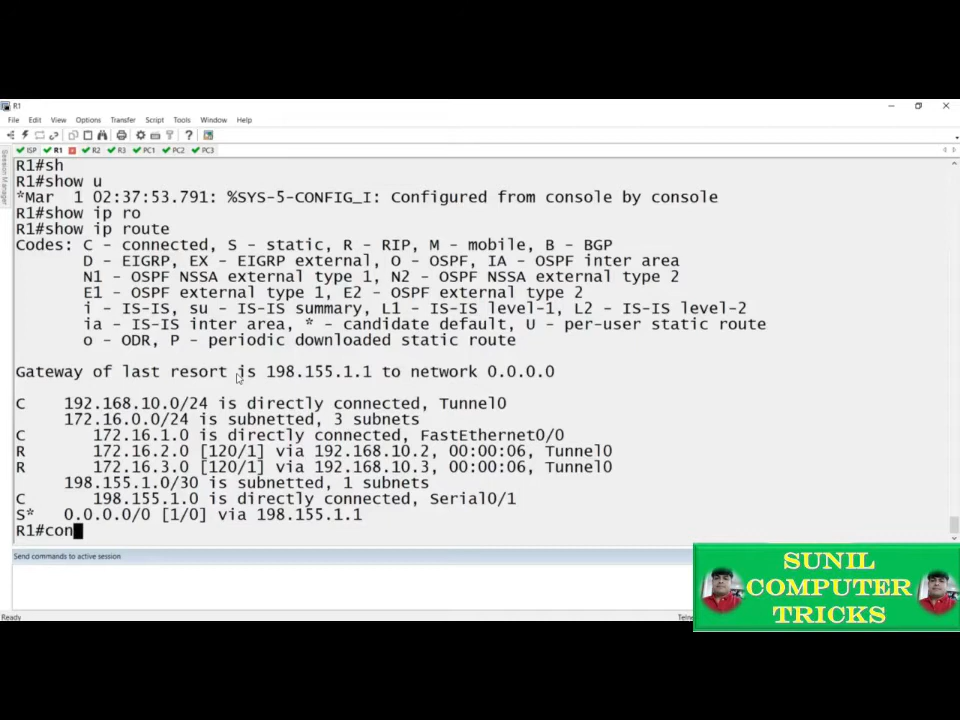 R1
File Edit View Options Transfer Script Tools Window Help
ISP R1 R2 R3 PC1 PC2 PC3
Session Manager
R1#sh
R1#show u
*Mar  1 02:37:53.791: %SYS-5-CONFIG_I: Configured from console by console
R1#show ip ro
R1#show ip route
Codes: C - connected, S - static, R - RIP, M - mobile, B - BGP
D - EIGRP, EX - EIGRP external, O - OSPF, IA - OSPF inter area
N1 - OSPF NSSA external type 1, N2 - OSPF NSSA external type 2
E1 - OSPF external type 1, E2 - OSPF external type 2
i - IS-IS, su - IS-IS summary, L1 - IS-IS level-1, L2 - IS-IS level-2
ia - IS-IS inter area, * - candidate default, U - per-user static route
o - ODR, P - periodic downloaded static route
Gateway of last resort is 198.155.1.1 to network 0.0.0.0
C    192.168.10.0/24 is directly connected, Tunnel0
172.16.0.0/24 is subnetted, 3 subnets
C       172.16.1.0 is directly connected, FastEthernet0/0
R       172.16.2.0 [120/1] via 192.168.10.2, 00:00:06, Tunnel0
R       172.16.3.0 [120/1] via 192.168.10.3, 00:00:06, Tunnel0
198.155.1.0/30 is subnetted, 1 subnets
C       198.155.1.0 is directly connected, Serial0/1
S*   0.0.0.0/0 [1/0] via 198.155.1.1
R1#con
Send commands to active session
Ready
SUNIL
COMPUTER
TRICKS